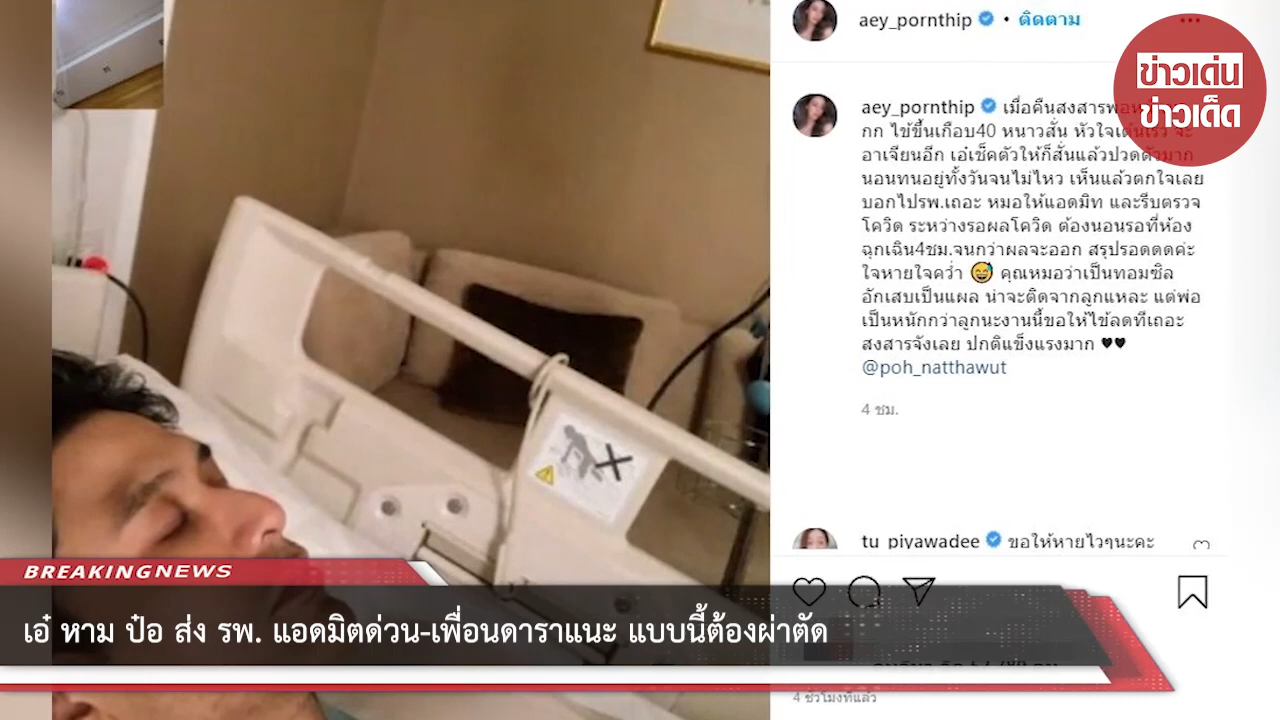 aey_pornthip • ติดตาม
ข่าวเด่น
ข่าวเด็ด
aey_pornthip เมื่อคืนสงสาร
กก ไข้ขึ้นเกือบ40 หนาวสั่น หัวใจเต้นเร็ว จะ
อาเจียนอีก เอ๋เช็คตัวให้ก็สั่นแล้วปวดตัวมาก
นอนทนอยู่ทั้งวันจนไม่ไหว เห็นแล้วตกใจเลย
บอกไปรพ.เถอะ หมอให้แอดมิท และรีบตรวจ
โควิด ระหว่างรอผลโควิด ต้องนอนรอที่ห้อง
ฉุกเฉิน4ชม.จนกว่าผลจะออก สรุปรอดดดค่ะ
ใจหายใจคว่ำ 😅 คุณหมอว่าเป็นทอมซิล
อักเสบเป็นแผล น่าจะติดจากลูกแหละ แต่พ่อ
เป็นหนักกว่าลูกนะงานนี้ขอให้ไข้ลดทีเถอะ
สงสารจังเลย ปกติแข็งแรงมาก ♥♥
@poh_natthawut
4 ชม.
tu_piyawadee ขอให้หายไวๆนะคะ
BREAKING NEWS
เอ๋ หาม ป๋อ ส่ง รพ. แอดมิตด่วน-เพื่อนดาราแนะ แบบนี้ต้องผ่าตัด
4 ชั่วโมงที่แล้ว